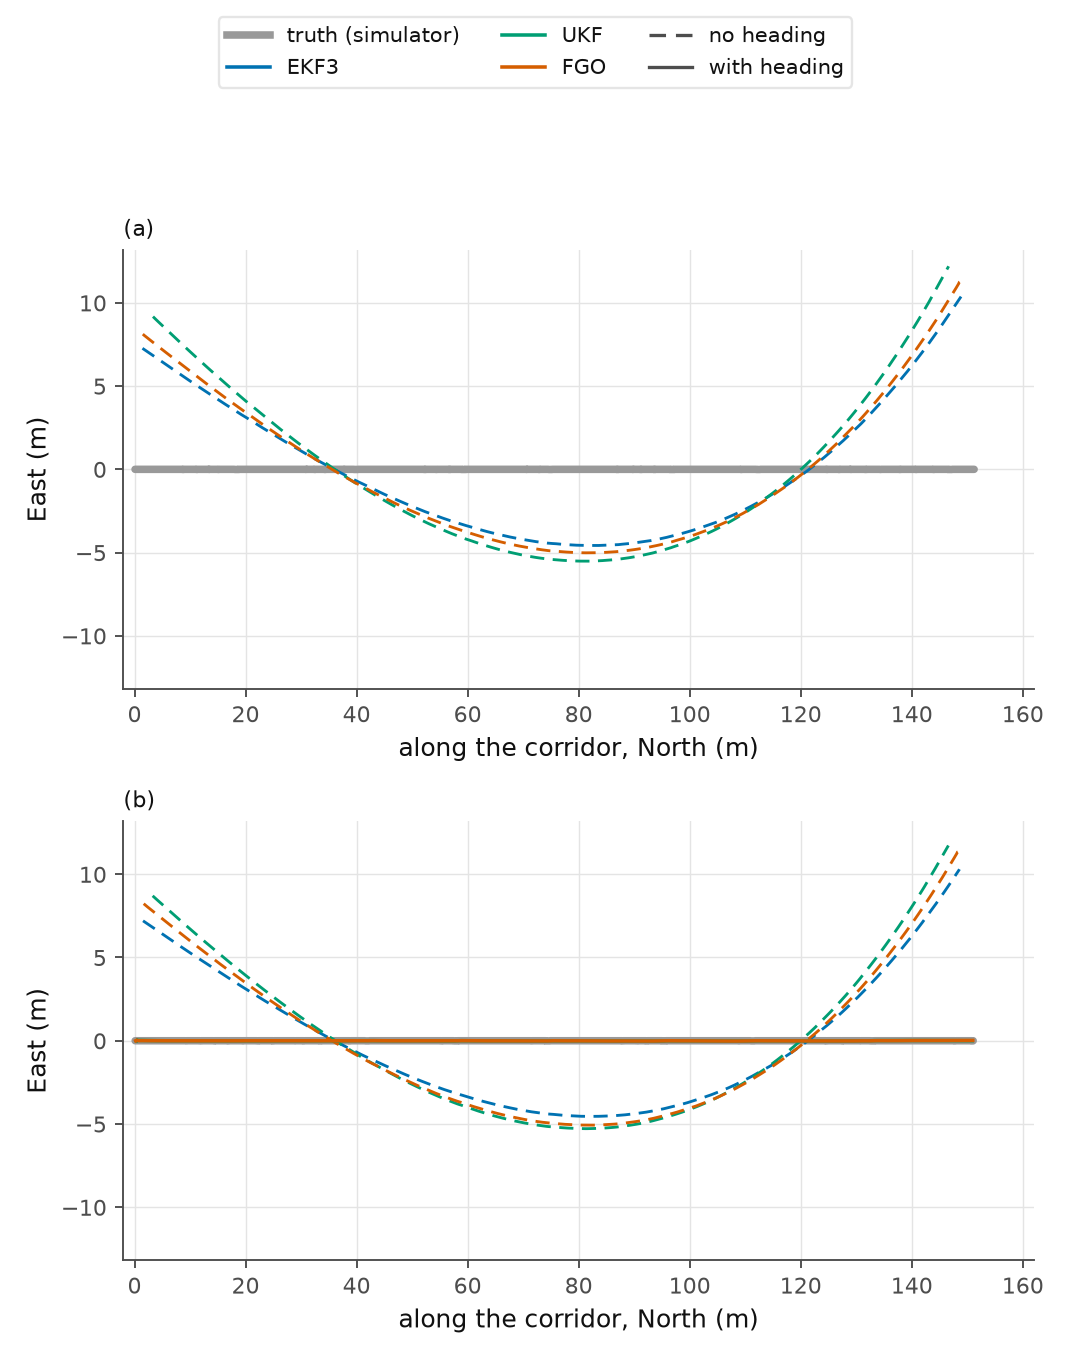 truth (simulator) UKF no heading
EKF3 FGO with heading
(a)
10
5
0
−5
−10
East (m)
0 20 40 60 80 100 120 140 160
along the corridor, North (m)
(b)
10
5
0
−5
−10
East (m)
0 20 40 60 80 100 120 140 160
along the corridor, North (m)